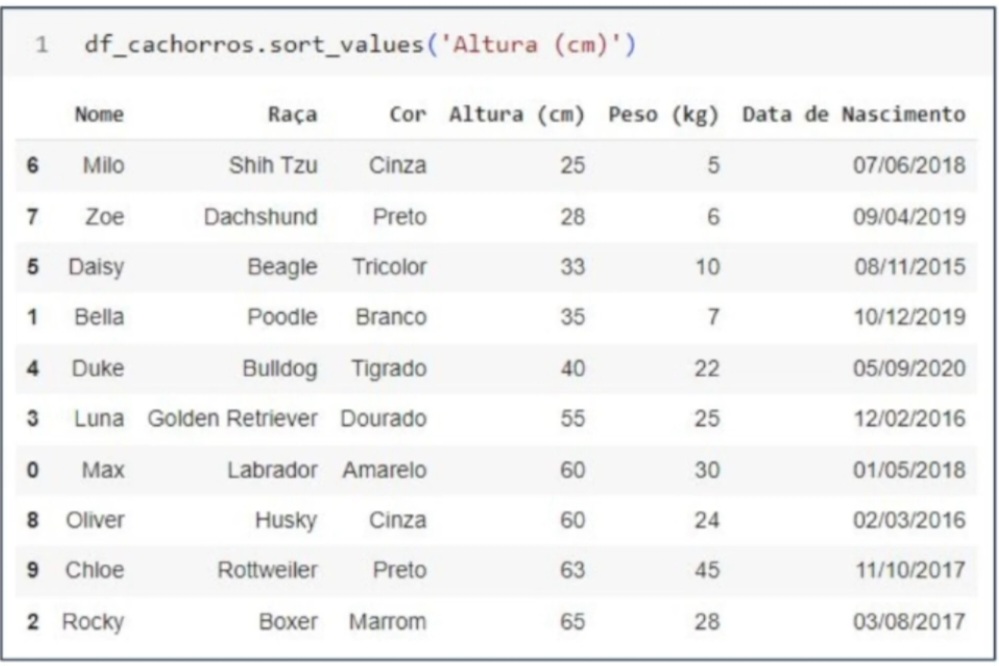 1 df_cachorros.sort_values('Altura (cm)')
Nome Raça Cor Altura (cm) Peso (kg) Data de Nascimento
6 Milo Shih Tzu Cinza 25 5 07/06/2018
7 Zoe Dachshund Preto 28 6 09/04/2019
5 Daisy Beagle Tricolor 33 10 08/11/2015
1 Bella Poodle Branco 35 7 10/12/2019
4 Duke Bulldog Tigrado 40 22 05/09/2020
3 Luna Golden Retriever Dourado 55 25 12/02/2016
0 Max Labrador Amarelo 60 30 01/05/2018
8 Oliver Husky Cinza 60 24 02/03/2016
9 Chloe Rottweiler Preto 63 45 11/10/2017
2 Rocky Boxer Marrom 65 28 03/08/2017